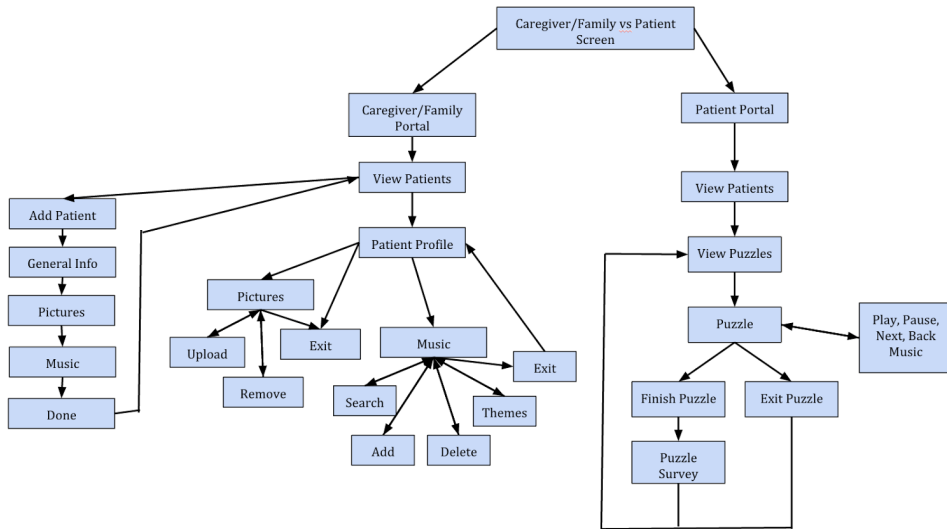 Caregiver/Family vs Patient
Screen
Caregiver/Family
Portal
Patient Portal
View Patients
View Patients
Add Patient
General Info
Pictures
Music
Done
Patient Profile
Pictures
Upload
Remove
Exit
Music
Search
Add
Delete
Themes
Exit
View Puzzles
Puzzle
Play, Pause,
Next, Back
Music
Finish Puzzle
Exit Puzzle
Puzzle
Survey